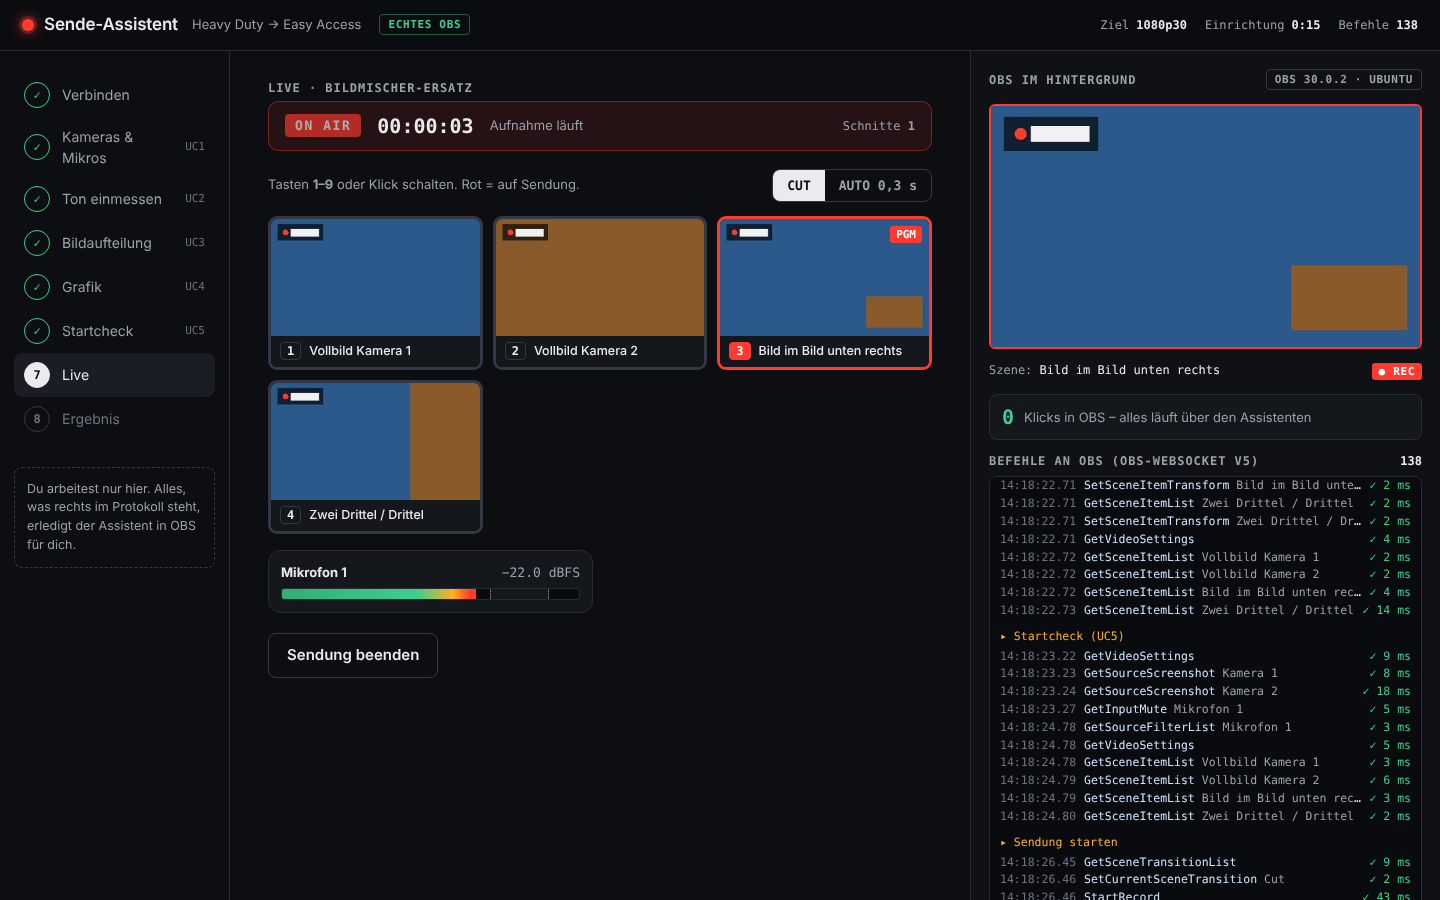 Sende-Assistent Heavy Duty → Easy Access ECHTES OBS Ziel 1080p30 Einrichtung 0:15 Befehle 138
✓ Verbinden
✓ Kameras & Mikros UC1
✓ Ton einmessen UC2
✓ Bildaufteilung UC3
✓ Grafik UC4
✓ Startcheck UC5
7 Live
8 Ergebnis
Du arbeitest nur hier. Alles,
was rechts im Protokoll steht,
erledigt der Assistent in OBS
für dich.
LIVE · BILDMISCHER-ERSATZ
ON AIR 00:00:03 Aufnahme läuft Schnitte 1
Tasten 1–9 oder Klick schalten. Rot = auf Sendung. CUT AUTO 0,3 s
PGM
1 Vollbild Kamera 1
2 Vollbild Kamera 2
3 Bild im Bild unten rechts
4 Zwei Drittel / Drittel
Mikrofon 1 −22.0 dBFS
Sendung beenden
OBS IM HINTERGRUND OBS 30.0.2 · UBUNTU
Szene: Bild im Bild unten rechts ● REC
0 Klicks in OBS – alles läuft über den Assistenten
BEFEHLE AN OBS (OBS-WEBSOCKET V5) 138
14:18:22.71 SetSceneItemTransform Bild im Bild unte… ✓ 2 ms
14:18:22.71 GetSceneItemList Zwei Drittel / Drittel ✓ 2 ms
14:18:22.71 SetSceneItemTransform Zwei Drittel / Dr… ✓ 2 ms
14:18:22.71 GetVideoSettings ✓ 4 ms
14:18:22.72 GetSceneItemList Vollbild Kamera 1 ✓ 2 ms
14:18:22.72 GetSceneItemList Vollbild Kamera 2 ✓ 2 ms
14:18:22.72 GetSceneItemList Bild im Bild unten rec… ✓ 4 ms
14:18:22.73 GetSceneItemList Zwei Drittel / Drittel ✓ 14 ms
▸ Startcheck (UC5)
14:18:23.22 GetVideoSettings ✓ 9 ms
14:18:23.23 GetSourceScreenshot Kamera 1 ✓ 8 ms
14:18:23.24 GetSourceScreenshot Kamera 2 ✓ 18 ms
14:18:23.27 GetInputMute Mikrofon 1 ✓ 5 ms
14:18:24.78 GetSourceFilterList Mikrofon 1 ✓ 3 ms
14:18:24.78 GetVideoSettings ✓ 5 ms
14:18:24.78 GetSceneItemList Vollbild Kamera 1 ✓ 3 ms
14:18:24.79 GetSceneItemList Vollbild Kamera 2 ✓ 6 ms
14:18:24.79 GetSceneItemList Bild im Bild unten rec… ✓ 3 ms
14:18:24.80 GetSceneItemList Zwei Drittel / Drittel ✓ 2 ms
▸ Sendung starten
14:18:26.45 GetSceneTransitionList ✓ 9 ms
14:18:26.46 SetCurrentSceneTransition Cut ✓ 2 ms
14:18:26.46 StartRecord ✓ 43 ms